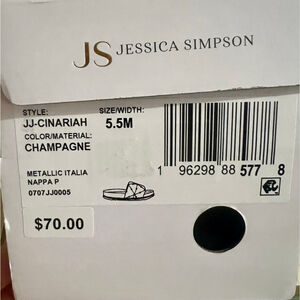 JS JESSICA SIMPSON
STYLE: SIZE/WIDTH:
JJ-CINARIAH 5.5M
COLOR/MATERIAL:
CHAMPAGNE
METALLIC ITALIA
NAPPA P
0707JJ0005
1 96298 88 577 8
$70.00